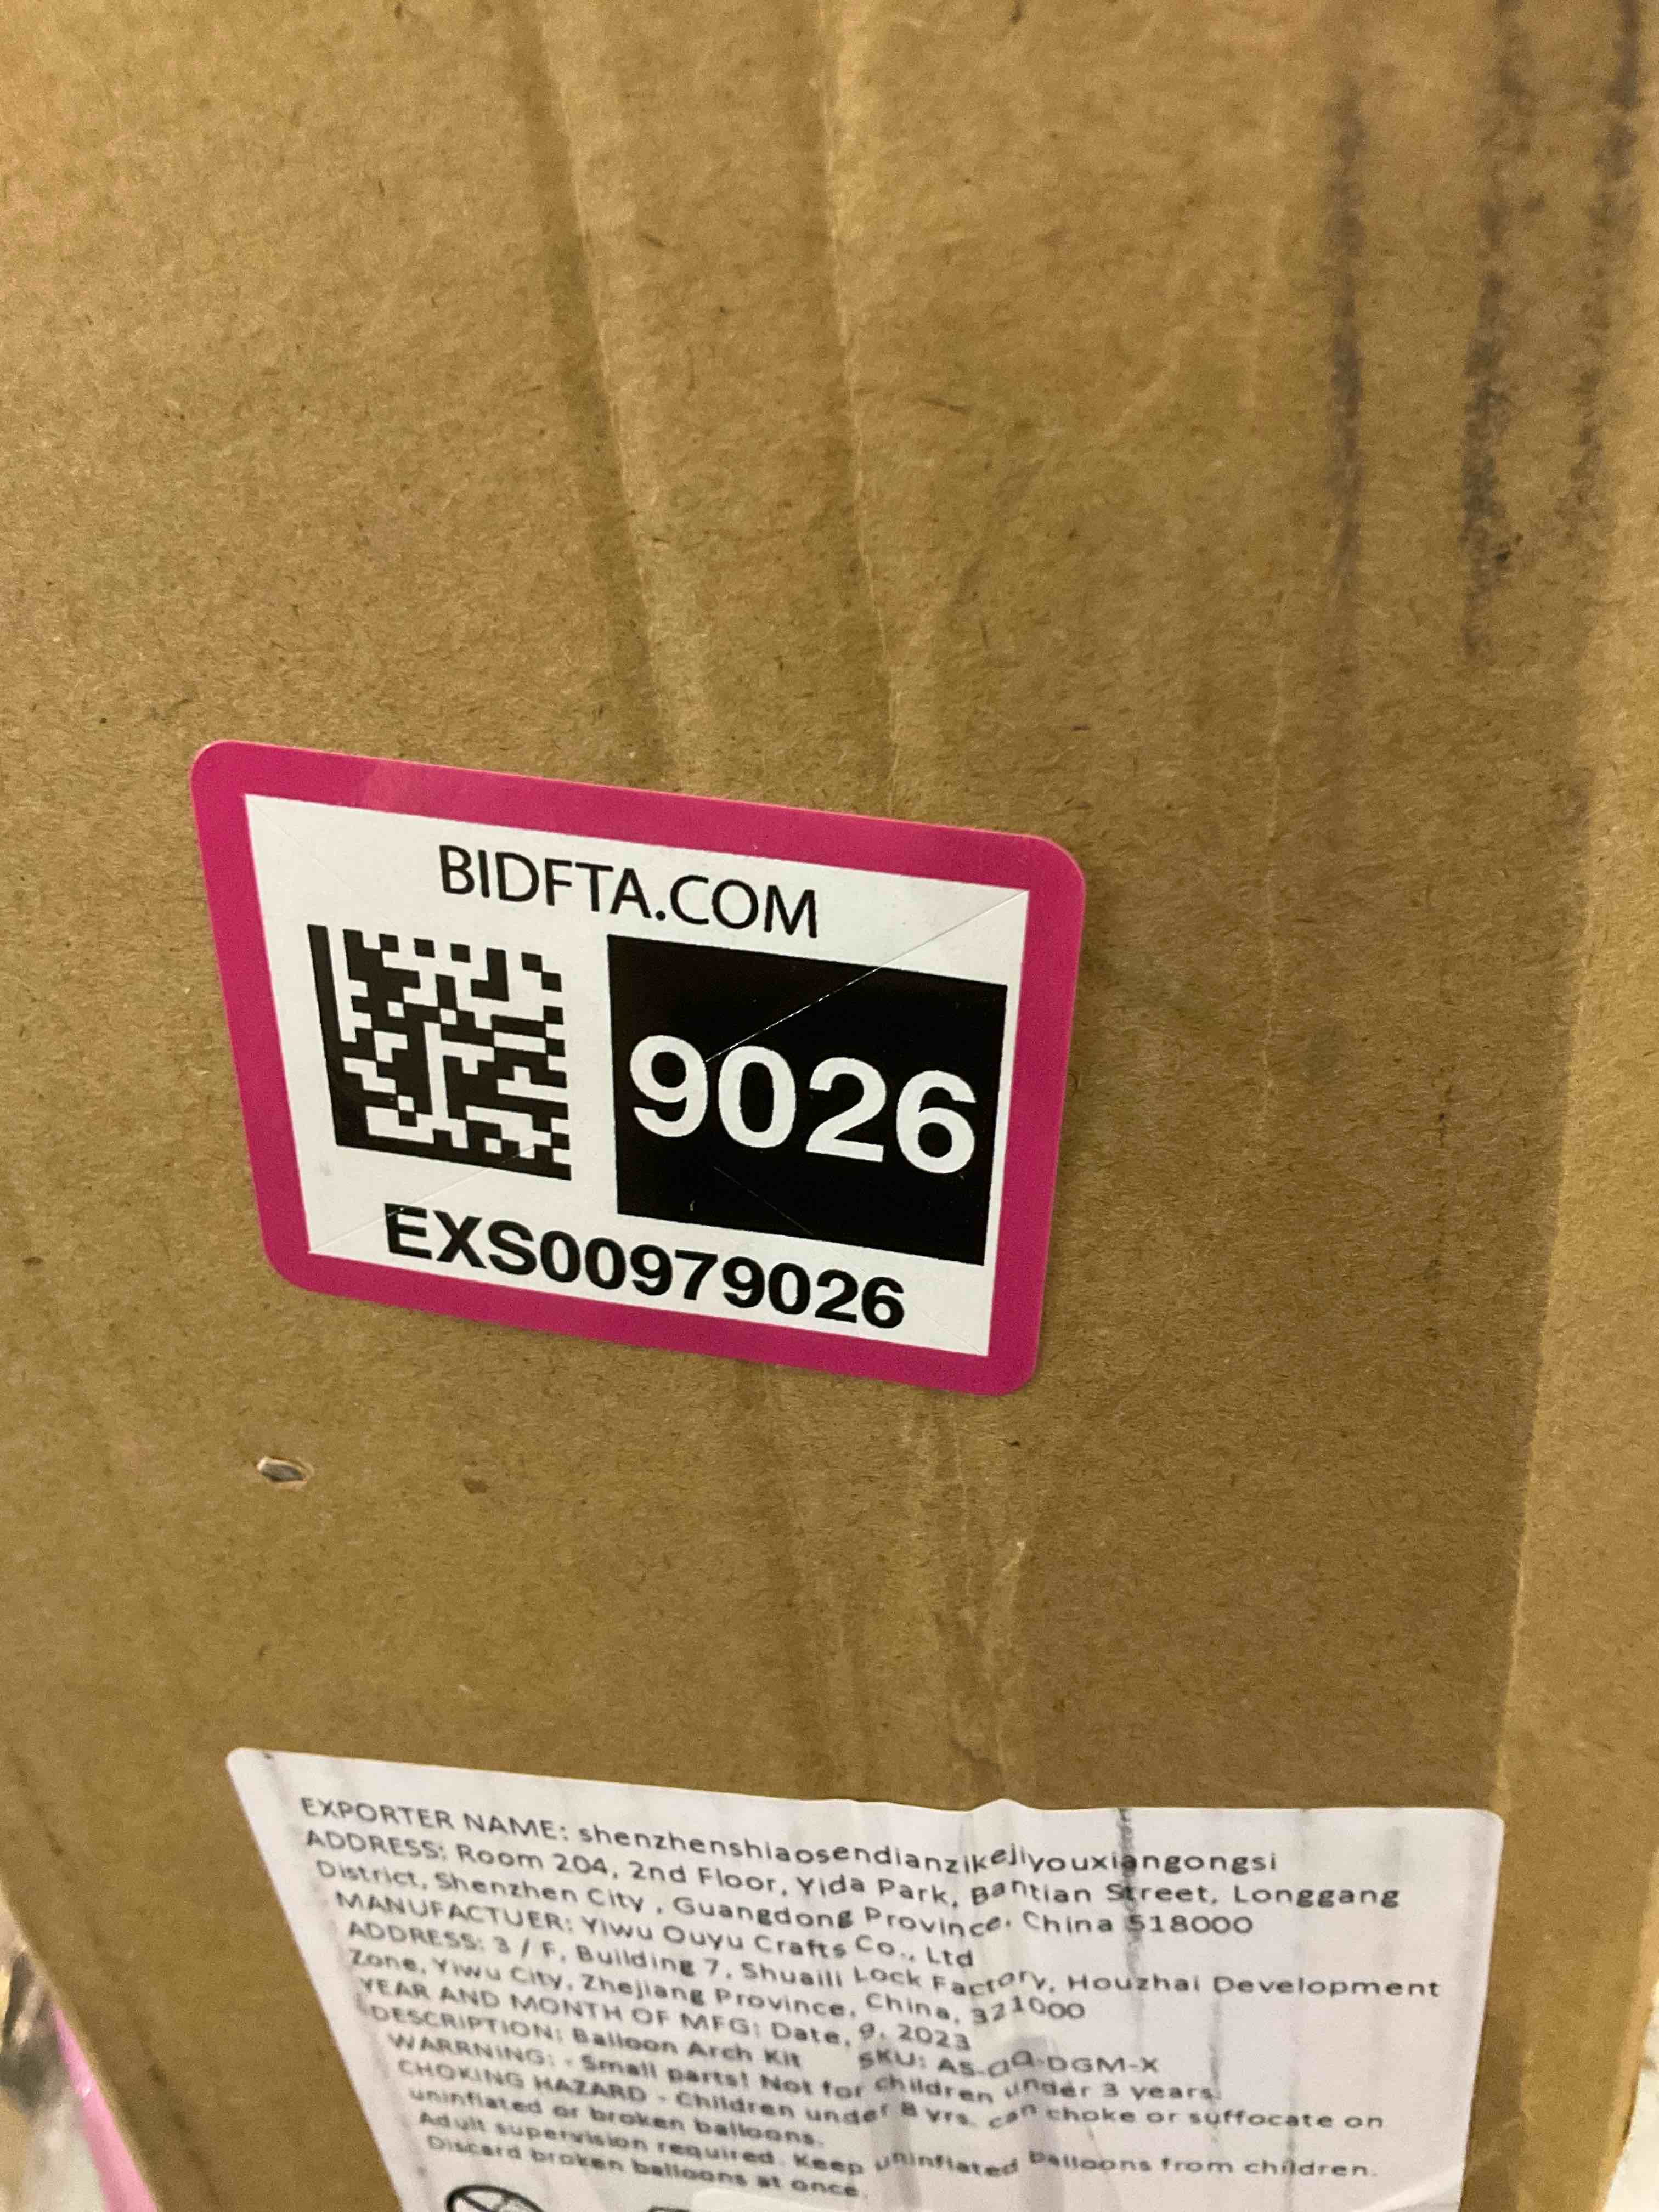 BIDFTA.COM
9026
EXS00979026
EXPORTER NAME: shenzhenshiaosendianzikejiyouxiangongsi
ADDRESS: Room 204, 2nd Floor, Yida Park, Bantian Street, Longgang
District, Shenzhen City , Guangdong Province, China 518000
MANUFACTUER: Yiwu Ouyu Crafts Co., Ltd
ADDRESS: 3 / F, Building 7, Shuaili Lock Factory, Houzhai Development
Zone, Yiwu City, Zhejiang Province, China, 321000
YEAR AND MONTH OF MFG: Date, 9, 2023
DESCRIPTION: Balloon Arch Kit SKU:
WARRNING: - Small parts! Not for children under 3 years.
CHOKING HAZARD - Children under 8 yrs. can choke or suffocate on
uninflated or broken balloons.
Adult supervision required. Keep uninflated balloons from children.
Discard broken balloons at once.